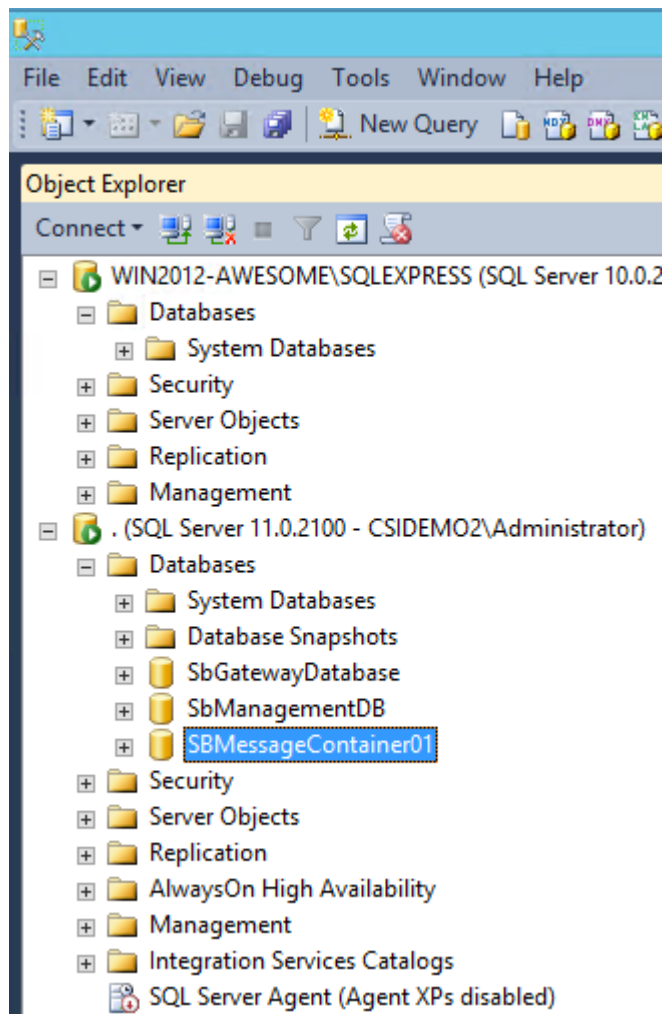 File Edit View Debug Tools Window Help
New Query
Object Explorer
Connect
WIN2012-AWESOME\SQLEXPRESS (SQL Server 10.0.2
Databases
System Databases
Security
Server Objects
Replication
Management
. (SQL Server 11.0.2100 - CSIDEMO2\Administrator)
Databases
System Databases
Database Snapshots
SbGatewayDatabase
SbManagementDB
SBMessageContainer01
Security
Server Objects
Replication
AlwaysOn High Availability
Management
Integration Services Catalogs
SQL Server Agent (Agent XPs disabled)